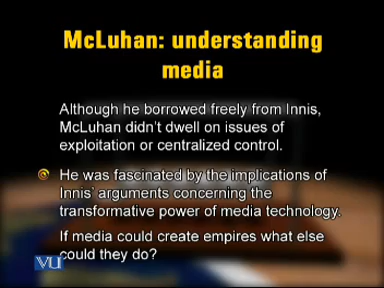 McLuhan: understanding
media
Although he borrowed freely from Innis,
McLuhan didn't dwell on issues of
exploitation or centralized control.
He was fascinated by the implications of
Innis' arguments concerning the
transformative power of media technology.
If media could create empires what else
could they do?
VU